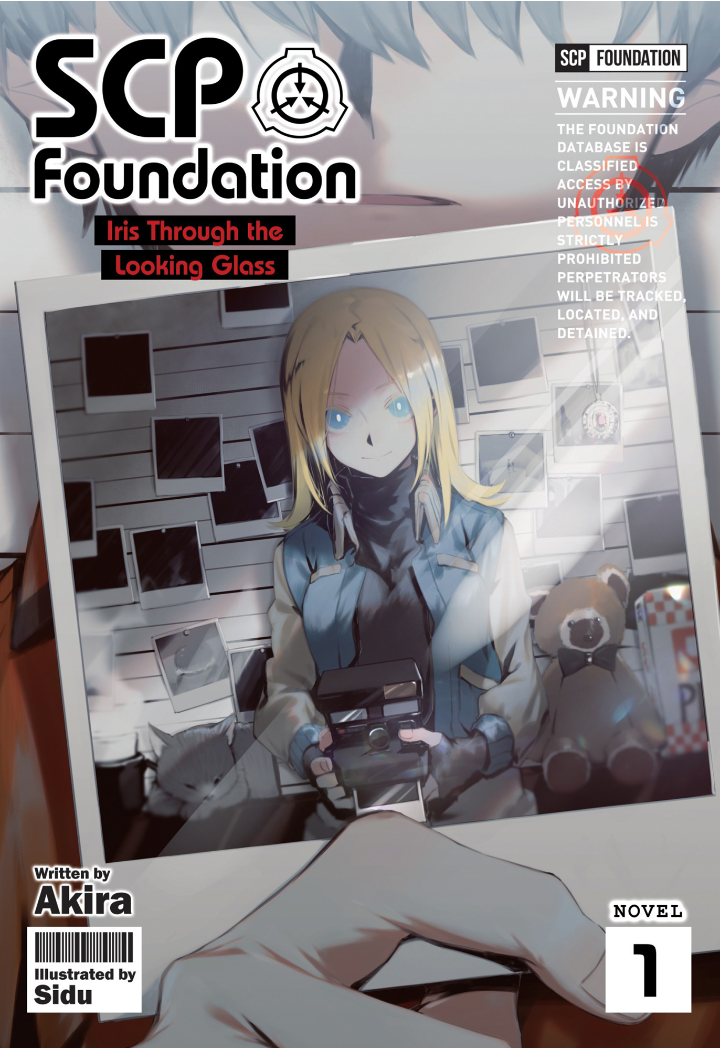 SCP
Foundation
Iris Through the
Looking Glass
SCP FOUNDATION
WARNING
THE FOUNDATION
DATABASE IS
CLASSIFIED
ACCESS BY
UNAUTHORIZED
PERSONNEL IS
STRICTLY
PROHIBITED
PERPETRATORS
WILL BE TRACKED,
LOCATED, AND
DETAINED.
Written by
Akira
Illustrated by
Sidu
NOVEL
1